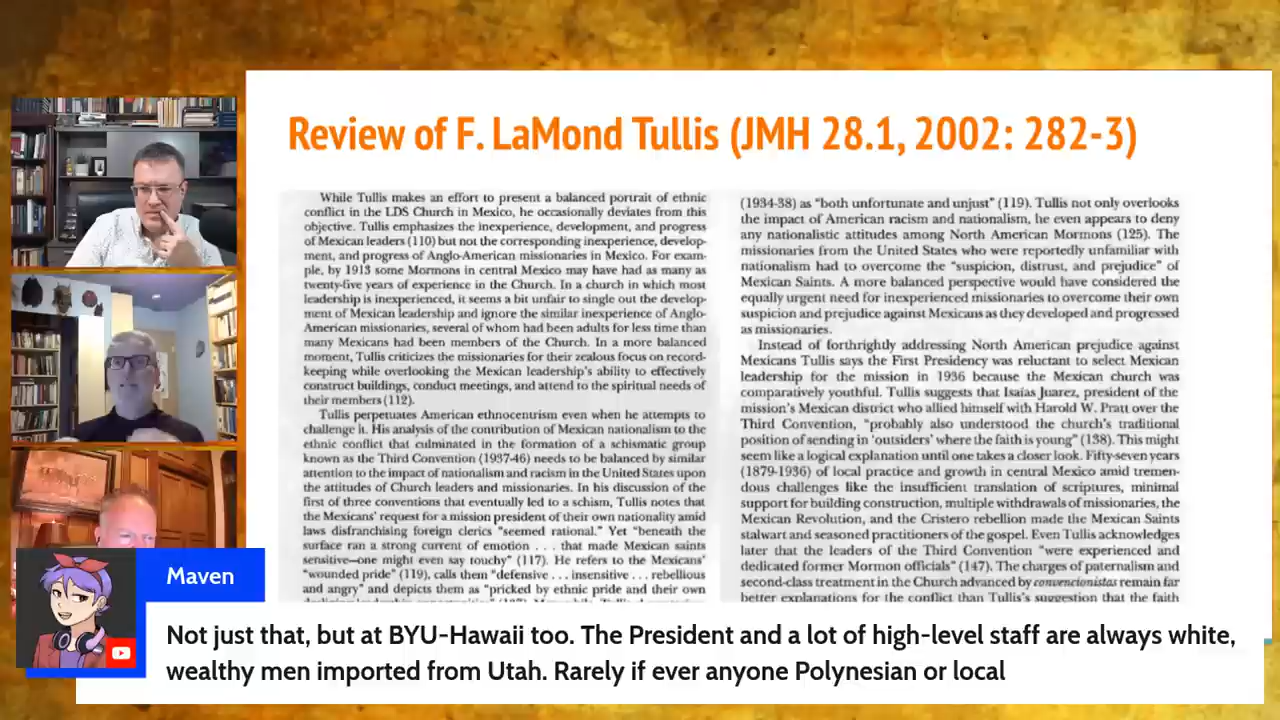 Review of F. LaMond Tullis (JMH 28.1, 2002: 282-3)
While Tullis makes an effort to present a balanced portrait of ethnic
conflict in the LDS Church in Mexico, he occasionally deviates from this
objective. Tullis emphasizes the inexperience, development, and progress
of Mexican leaders (110) but not the corresponding inexperience, develop-
ment, and progress of Anglo-American missionaries in Mexico. For exam-
ple, by 1913 some Mormons in central Mexico may have had as many as
twenty-five years of experience in the Church. In a church in which most
leadership is inexperienced, it seems a bit unfair to single out the develop-
ment of Mexican leadership and ignore the similar inexperience of Anglo-
American missionaries, several of whom had been adults for less time than
many Mexicans had been members of the Church. In a more balanced
moment, Tullis criticizes the missionaries for their zealous focus on record-
keeping while overlooking the Mexican leadership's ability to effectively
construct buildings, conduct meetings, and attend to the spiritual needs of
their members (112).
Tullis perpetuates American ethnocentrism even when he attempts to
challenge it. His analysis of the contribution of Mexican nationalism to the
ethnic conflict that culminated in the formation of a schismatic group
known as the Third Convention (1937-46) needs to be balanced by similar
attention to the impact of nationalism and racism in the United States upon
the attitudes of Church leaders and missionaries. In his discussion of the
first of three conventions that eventually led to a schism, Tullis notes that
the Mexicans' request for a mission president of their own nationality amid
laws disfranchising foreign clerics "seemed rational." Yet "beneath the
surface ran a strong current of emotion . . . that made Mexican saints
sensitive—one might even say touchy" (117). He refers to the Mexicans'
"wounded pride" (119), calls them "defensive . . . insensitive . . . rebellious
and angry" and depicts them as "pricked by ethnic pride and their own
(1934-38) as "both unfortunate and unjust" (119). Tullis not only overlooks
the impact of American racism and nationalism, he even appears to deny
any nationalistic attitudes among North American Mormons (125). The
missionaries from the United States who were reportedly unfamiliar with
nationalism had to overcome the "suspicion, distrust, and prejudice" of
Mexican Saints. A more balanced perspective would have considered the
equally urgent need for inexperienced missionaries to overcome their own
suspicion and prejudice against Mexicans as they developed and progressed
as missionaries.
Instead of forthrightly addressing North American prejudice against
Mexicans Tullis says the First Presidency was reluctant to select Mexican
leadership for the mission in 1936 because the Mexican church was
comparatively youthful. Tullis suggests that Isaías Juarez, president of the
mission's Mexican district who allied himself with Harold W. Pratt over the
Third Convention, "probably also understood the church's traditional
position of sending in 'outsiders' where the faith is young" (138). This might
seem like a logical explanation until one takes a closer look. Fifty-seven years
(1879-1936) of local practice and growth in central Mexico amid tremen-
dous challenges like the insufficient translation of scriptures, minimal
support for building construction, multiple withdrawals of missionaries, the
Mexican Revolution, and the Cristero rebellion made the Mexican Saints
stalwart and seasoned practitioners of the gospel. Even Tullis acknowledges
later that the leaders of the Third Convention "were experienced and
dedicated former Mormon officials" (147). The charges of paternalism and
second-class treatment in the Church advanced by convencionistas remain far
better explanations for the conflict than Tullis's suggestion that the faith
Maven
Not just that, but at BYU-Hawaii too. The President and a lot of high-level staff are always white,
wealthy men imported from Utah. Rarely if ever anyone Polynesian or local